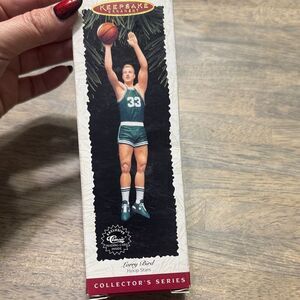 KEEPSAKE
ORNAMENT
33
Larry Bird
Hoop Stars
COLLECTOR'S SERIES